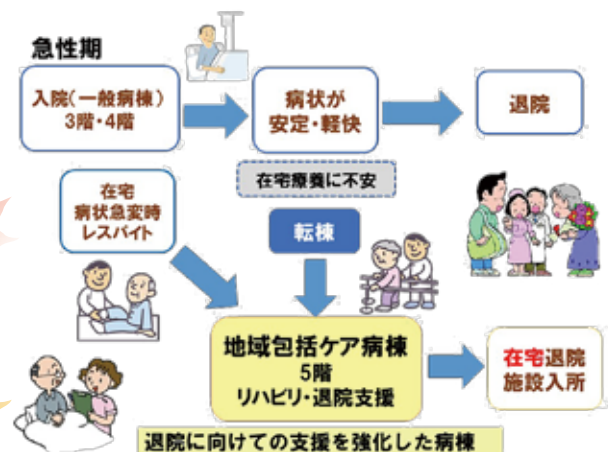 急性期
入院(一般病棟)
3階・4階
病状が
安定・軽快
退院
在宅療養に不安
在宅
病状急変時
レスパイト
転棟
地域包括ケア病棟
5階
リハビリ・退院支援
在宅退院
施設入所
退院に向けての支援を強化した病棟